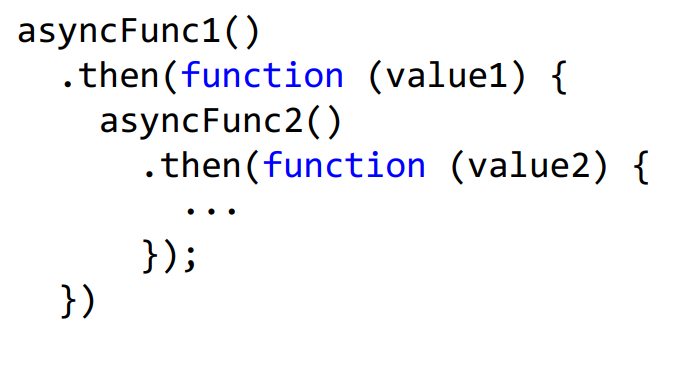 asyncFunc1()
  .then(function (value1) {
    asyncFunc2()
      .then(function (value2) {
        ...
      });
  })